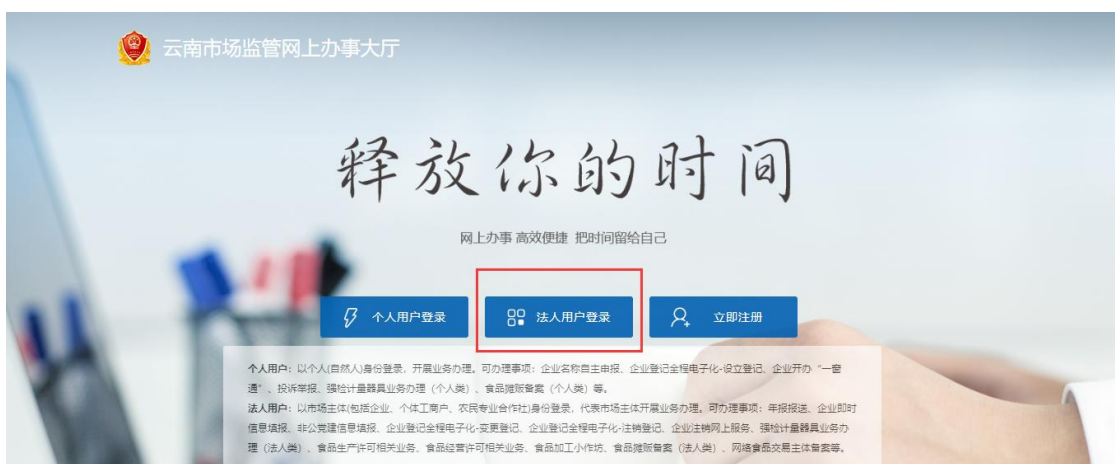 云南市场监管网上办事大厅
释放你的时间
网上办事 高效便捷 把时间留给自己
个人用户登录 法人用户登录 立即注册
个人用户：以个人(自然人)身份登录，开展业务办理。可办理事项：企业名称自主申报、企业登记全程电子化-设立登记、企业开办“一窗
通”、投诉举报、强检计量器具业务办理（个人类）、食品摊贩备案（个人类）等。
法人用户：以市场主体(包括企业、个体工商户、农民专业合作社)身份登录，代表市场主体开展业务办理。可办理事项：年报报送、企业即时
信息填报、非公党建信息填报、企业登记全程电子化-变更登记、企业登记全程电子化-注销登记、企业注销网上服务、强检计量器具业务办
理（法人类）、食品生产许可相关业务、食品经营许可相关业务、食品加工小作坊、食品摊贩备案（法人类）、网络食品交易主体备案等。